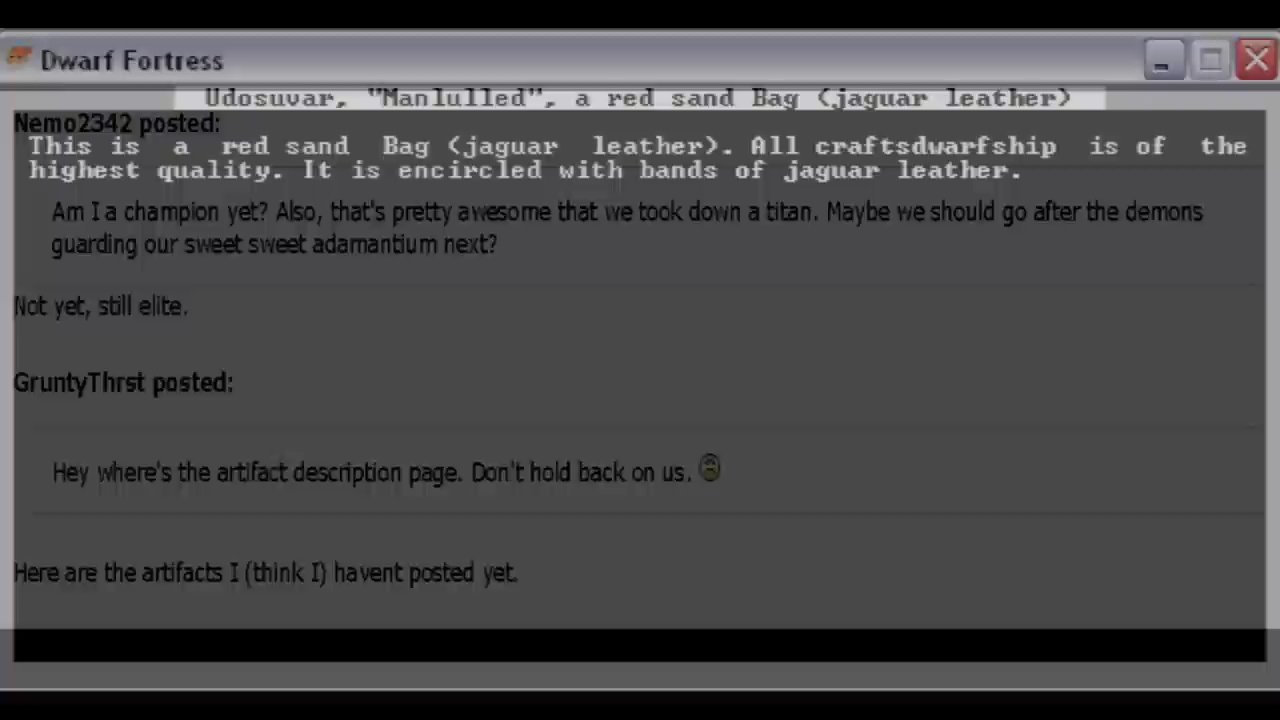 Dwarf Fortress
Udosuvar, "Manlulled", a red sand Bag (jaguar leather)
Nemo2342 posted:
This is a red sand Bag (jaguar leather). All craftsdwarfship is of the
highest quality. It is encircled with bands of jaguar leather.
Am I a champion yet? Also, that's pretty awesome that we took down a titan. Maybe we should go after the demons
guarding our sweet sweet adamantium next?
Not yet, still elite.
GruntyThrst posted:
Hey where's the artifact description page. Don't hold back on us.
Here are the artifacts I (think I) havent posted yet.